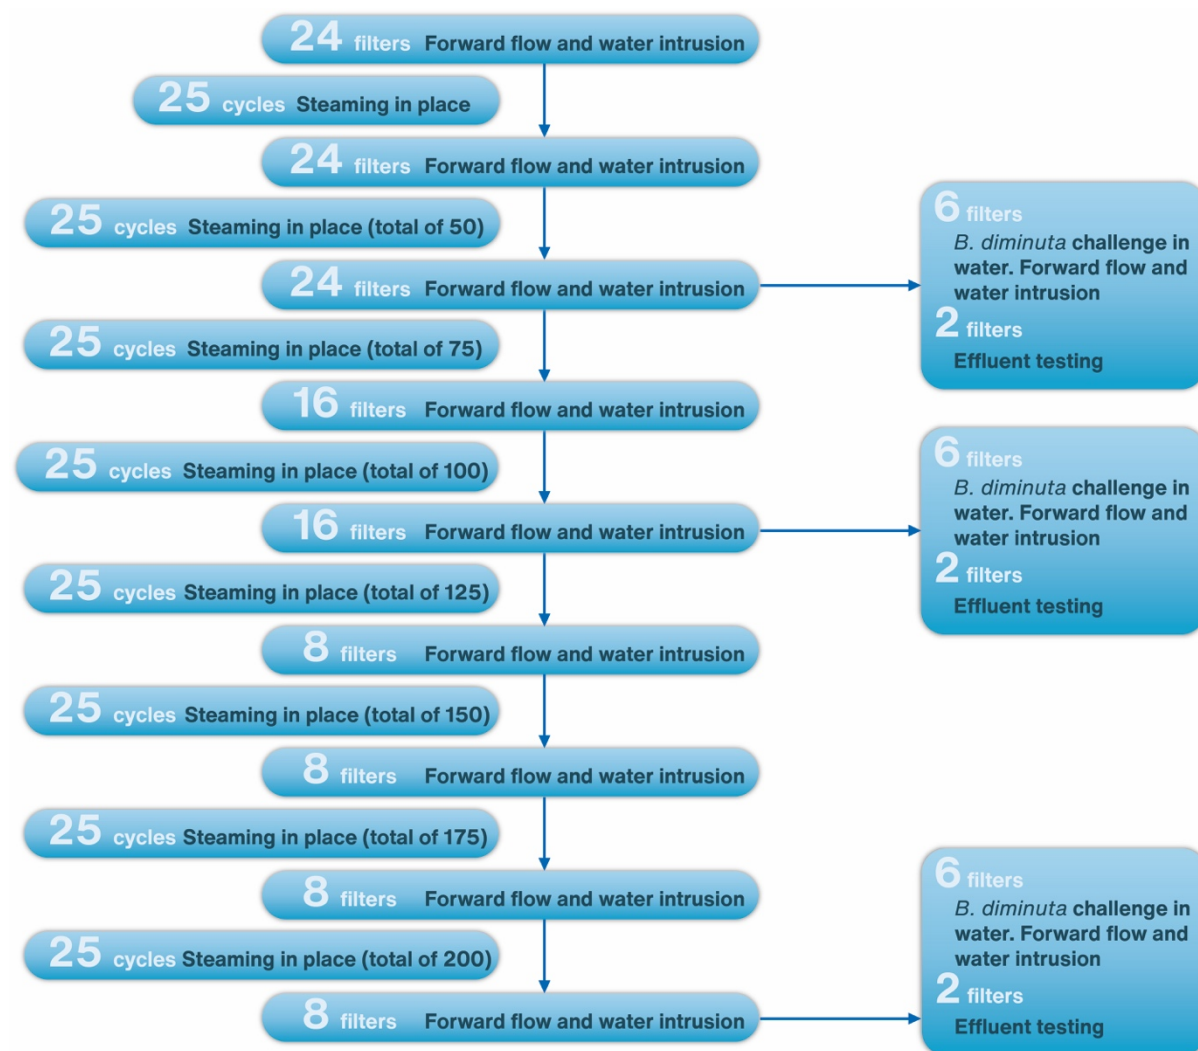 24 filters Forward flow and water intrusion
25 cycles Steaming in place
24 filters Forward flow and water intrusion
25 cycles Steaming in place (total of 50)
24 filters Forward flow and water intrusion
6 filters
B. diminuta challenge in
water. Forward flow and
water intrusion
2 filters
Effluent testing
25 cycles Steaming in place (total of 75)
16 filters Forward flow and water intrusion
25 cycles Steaming in place (total of 100)
16 filters Forward flow and water intrusion
6 filters
B. diminuta challenge in
water. Forward flow and
water intrusion
2 filters
Effluent testing
25 cycles Steaming in place (total of 125)
8 filters Forward flow and water intrusion
25 cycles Steaming in place (total of 150)
8 filters Forward flow and water intrusion
25 cycles Steaming in place (total of 175)
8 filters Forward flow and water intrusion
25 cycles Steaming in place (total of 200)
8 filters Forward flow and water intrusion
6 filters
B. diminuta challenge in
water. Forward flow and
water intrusion
2 filters
Effluent testing